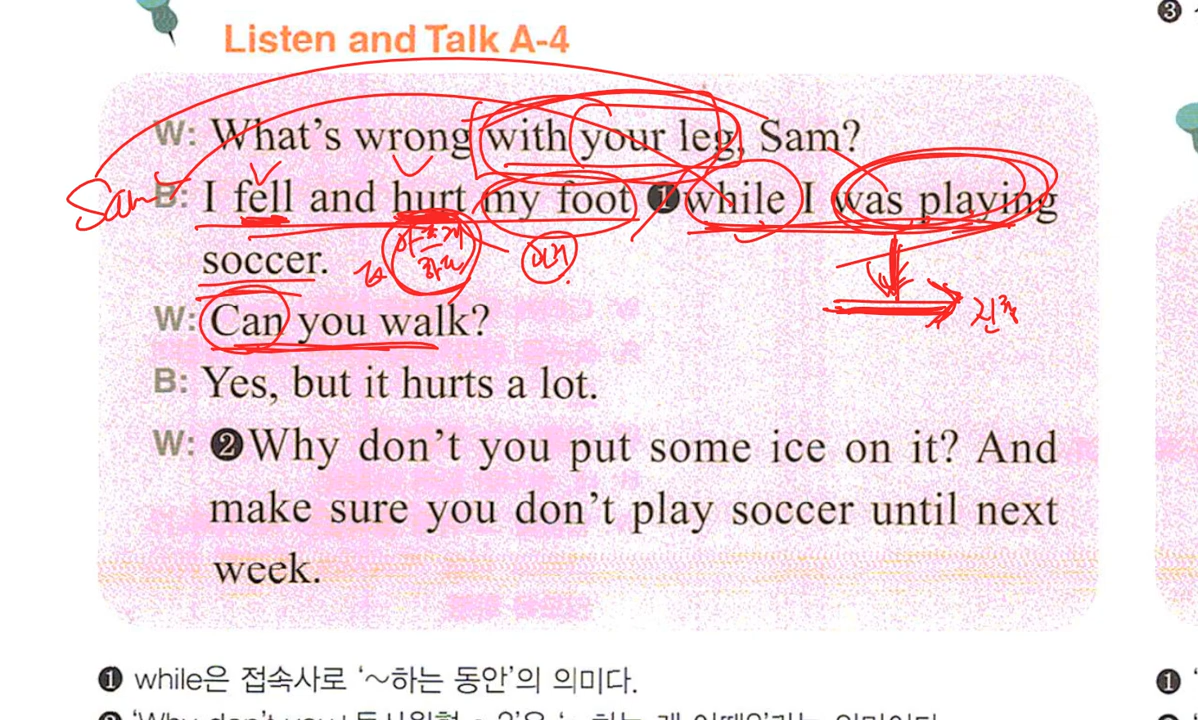 Listen and Talk A-4
❸
W: What's wrong with your leg, Sam?
Sam B: I fell and hurt my foot ❶while I was playing
아프게 하다
soccer.
W: Can you walk?
B: Yes, but it hurts a lot.
W: ❷Why don't you put some ice on it? And
make sure you don't play soccer until next
week.
❶ while은 접속사로 '~하는 동안'의 의미다.
❶ '